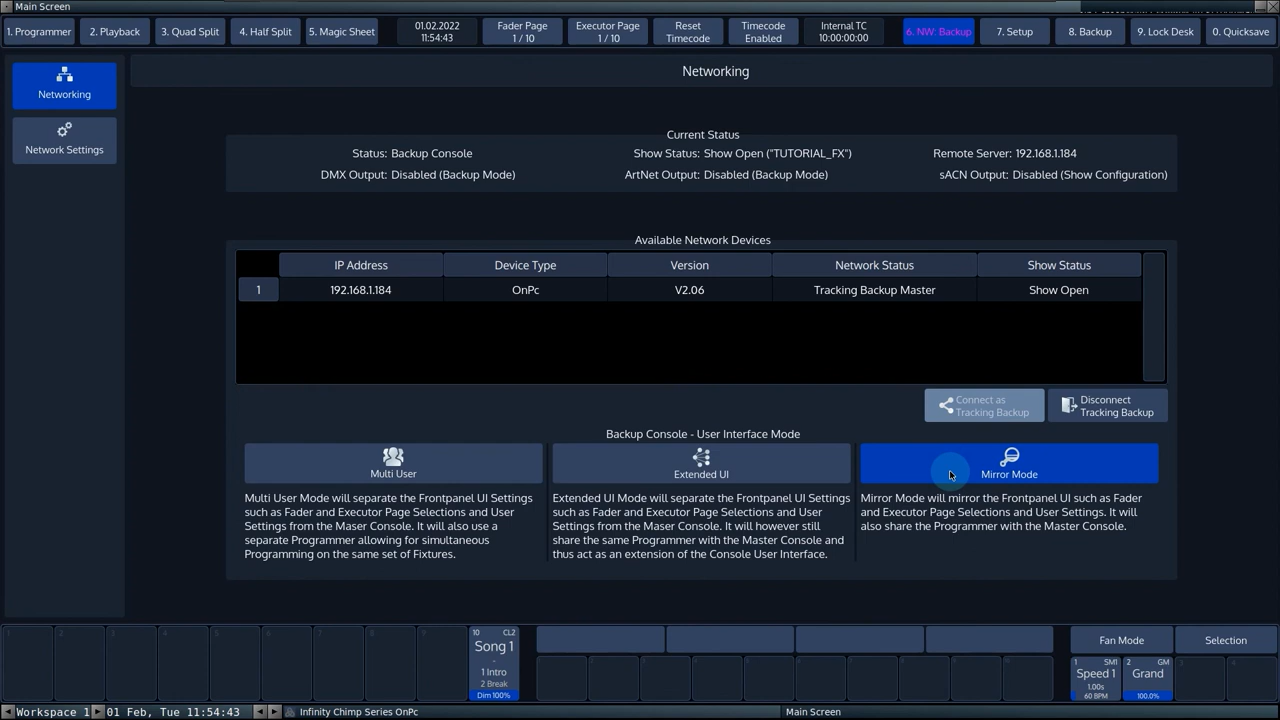 Main Screen
1. Programmer
2. Playback
3. Quad Split
4. Half Split
5. Magic Sheet
01.02.2022
11:54:43
Fader Page
1 / 10
Executor Page
1 / 10
Reset
Timecode
Timecode
Enabled
Internal TC
10:00:00:00
6. NW: Backup
7. Setup
8. Backup
9. Lock Desk
0. Quicksave
Networking
Network Settings
Networking
Current Status
Status: Backup Console
Show Status: Show Open ("TUTORIAL_FX")
Remote Server: 192.168.1.184
DMX Output: Disabled (Backup Mode)
ArtNet Output: Disabled (Backup Mode)
sACN Output: Disabled (Show Configuration)
Available Network Devices
IP Address
Device Type
Version
Network Status
Show Status
1
192.168.1.184
OnPc
V2.06
Tracking Backup Master
Show Open
Connect as
Tracking Backup
Disconnect
Tracking Backup
Backup Console - User Interface Mode
Multi User
Extended UI
Mirror Mode
Multi User Mode will separate the Frontpanel UI Settings
such as Fader and Executor Page Selections and User
Settings from the Maser Console. It will also use a
separate Programmer allowing for simultaneous
Programming on the same set of Fixtures.
Extended UI Mode will separate the Frontpanel UI Settings
such as Fader and Executor Page Selections and User
Settings from the Maser Console. It will however still
share the same Programmer with the Master Console and
thus act as an extension of the Console User Interface.
Mirror Mode will mirror the Frontpanel UI such as Fader
and Executor Page Selections and User Settings. It will
also share the Programmer with the Master Console.
1
2
3
4
5
6
7
8
9
10 CL2
Song 1
-
1 Intro
2 Break
Dim 100%
Fan Mode
Selection
1 SM1
Speed 1
1.00s
60 BPM
2 GM
Grand
100.0%
3
4
Workspace 1
01 Feb, Tue 11:54:43
Infinity Chimp Series OnPc
Main Screen